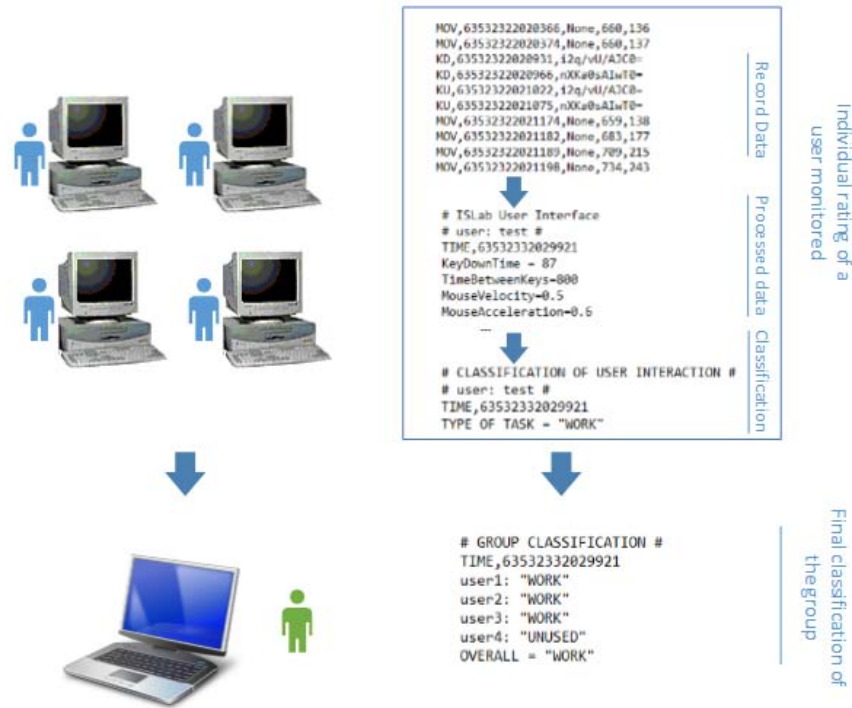 MOV,63532322020366,None,660,136
MOV,63532322020374,None,660,137
KD,63532322020931,i2q/vU/AJC0=
KD,63532322020966,nXKa0sAIwT0=
KU,63532322021022,i2q/vU/AJC0=
KU,63532322021075,nXKa0sAIwT0=
MOV,63532322021174,None,659,138
MOV,63532322021182,None,683,177
MOV,63532322021189,None,709,215
MOV,63532322021198,None,734,243
Record Data
# ISLab User Interface
# user: test #
TIME,63532332029921
KeyDownTime = 87
TimeBetweenKeys=800
MouseVelocity=0.5
MouseAcceleration=0.6
...
Processed data
# CLASSIFICATION OF USER INTERACTION #
# user: test #
TIME,63532332029921
TYPE OF TASK = "WORK"
Classification
Individual rating of a
user monitored
# GROUP CLASSIFICATION #
TIME,63532332029921
user1: "WORK"
user2: "WORK"
user3: "WORK"
user4: "UNUSED"
OVERALL = "WORK"
Final classification of
the group